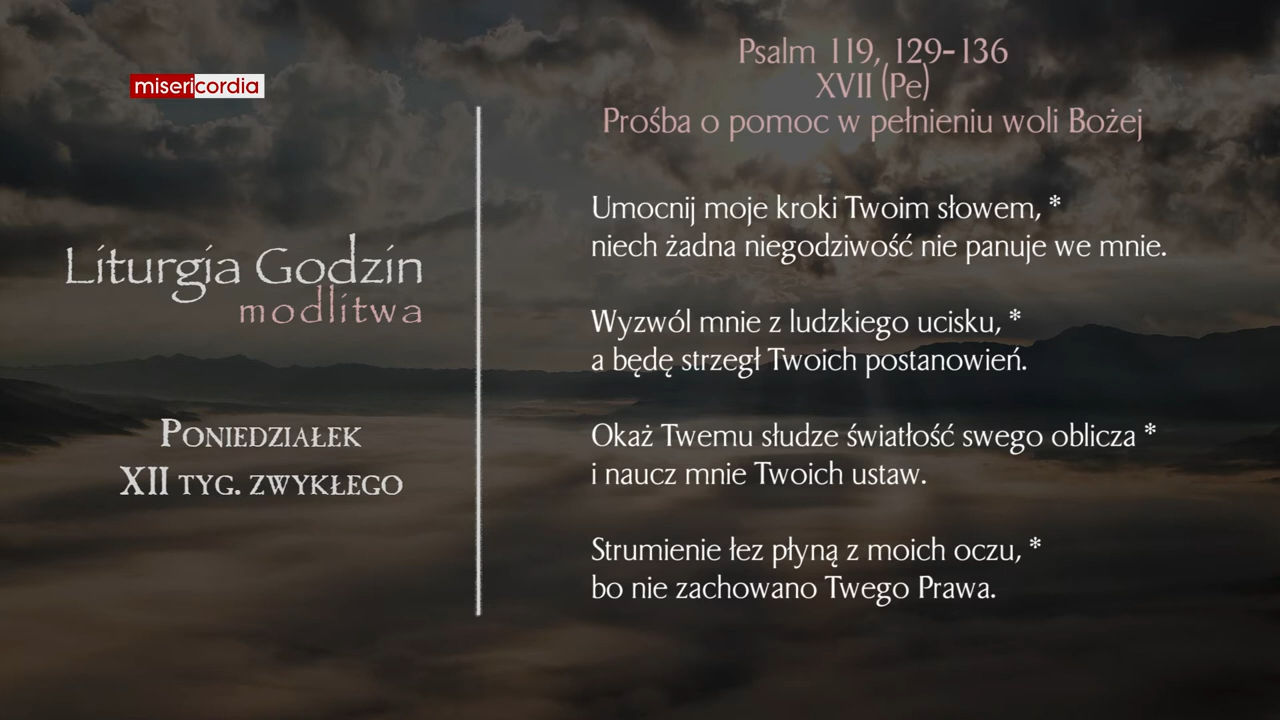 misericordia
Liturgia Godzin
modlitwa
Poniedziałek
XII tyg. zwykłego
Psalm 119, 129-136
XVII (Pe)
Prośba o pomoc w pełnieniu woli Bożej
Umocnij moje kroki Twoim słowem, *
niech żadna niegodziwość nie panuje we mnie.
Wyzwól mnie z ludzkiego ucisku, *
a będę strzegł Twoich postanowień.
Okaż Twemu słudze światłość swego oblicza *
i naucz mnie Twoich ustaw.
Strumienie łez płyną z moich oczu, *
bo nie zachowano Twego Prawa.